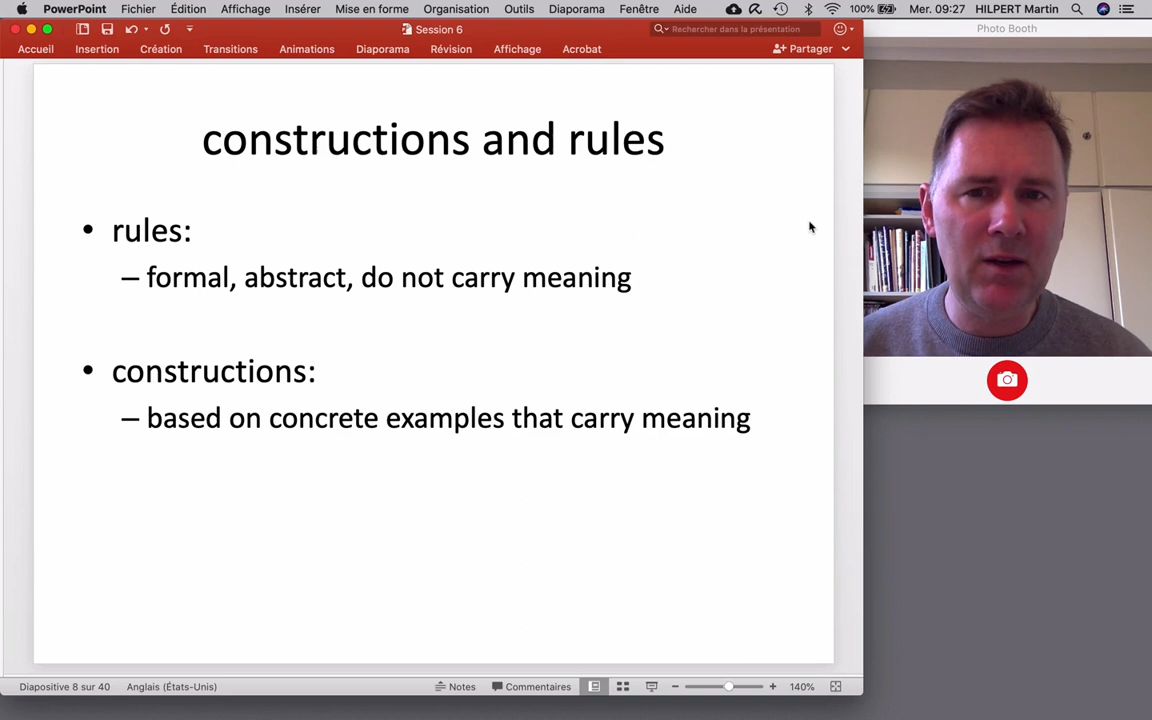 PowerPoint Fichier Édition Affichage Insérer Mise en forme Organisation Outils Diaporama Fenêtre Aide 100% Mer. 09:27 HILPERT Martin
Session 6
Rechercher dans la présentation
Accueil Insertion Création Transitions Animations Diaporama Révision Affichage Acrobat Partager
Photo Booth
constructions and rules
• rules:
– formal, abstract, do not carry meaning
• constructions:
– based on concrete examples that carry meaning
Diapositive 8 sur 40 Anglais (États-Unis) Notes Commentaires 140%